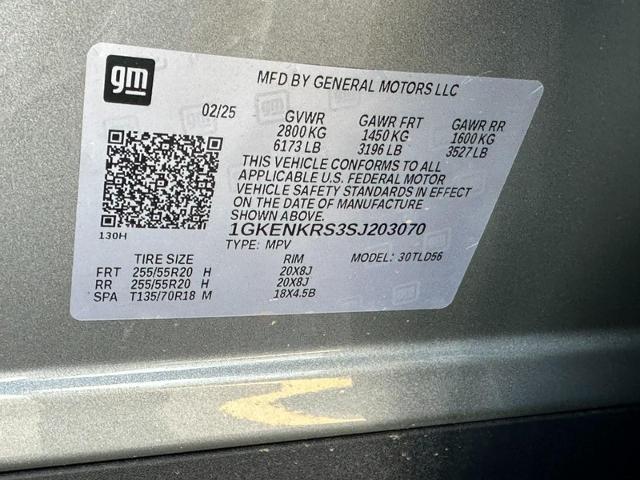 gm
MFD BY GENERAL MOTORS LLC
02/25 GVWR GAWR FRT GAWR RR
2800 KG 1450 KG 1600 KG
6173 LB 3196 LB 3527 LB
THIS VEHICLE CONFORMS TO ALL
APPLICABLE U.S. FEDERAL MOTOR
VEHICLE SAFETY STANDARDS IN EFFECT
ON THE DATE OF MANUFACTURE
SHOWN ABOVE.
1GKENKRS3SJ203070
130H
TYPE: MPV MODEL: 30TLD56
TIRE SIZE RIM
FRT 255/55R20 H 20X8J
RR 255/55R20 H 20X8J
SPA T135/70R18 M 18X4.5B